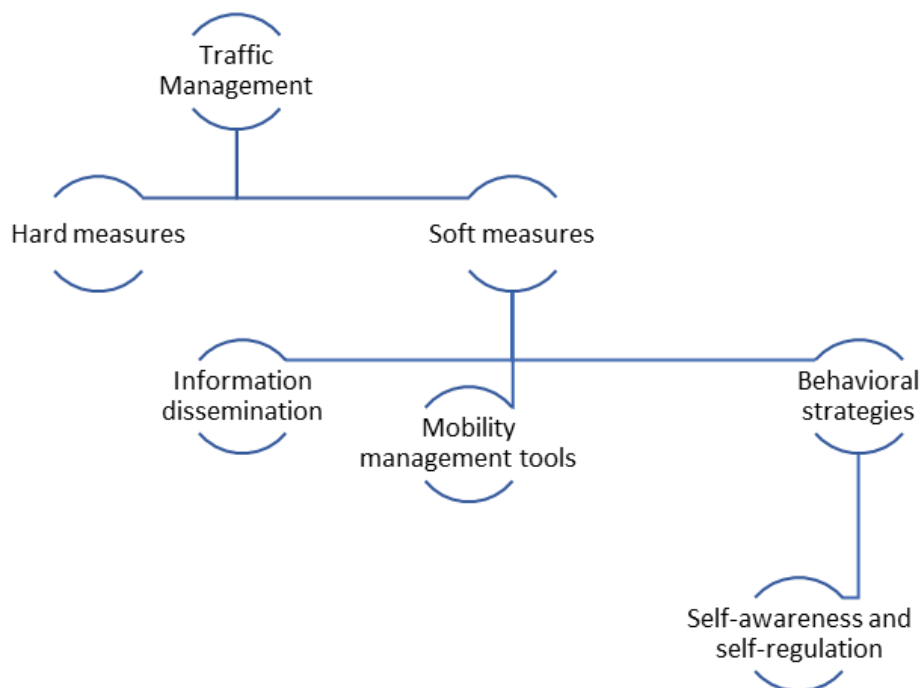 Traffic
Management
Hard measures
Soft measures
Information
dissemination
Mobility
management tools
Behavioral
strategies
Self-awareness and
self-regulation